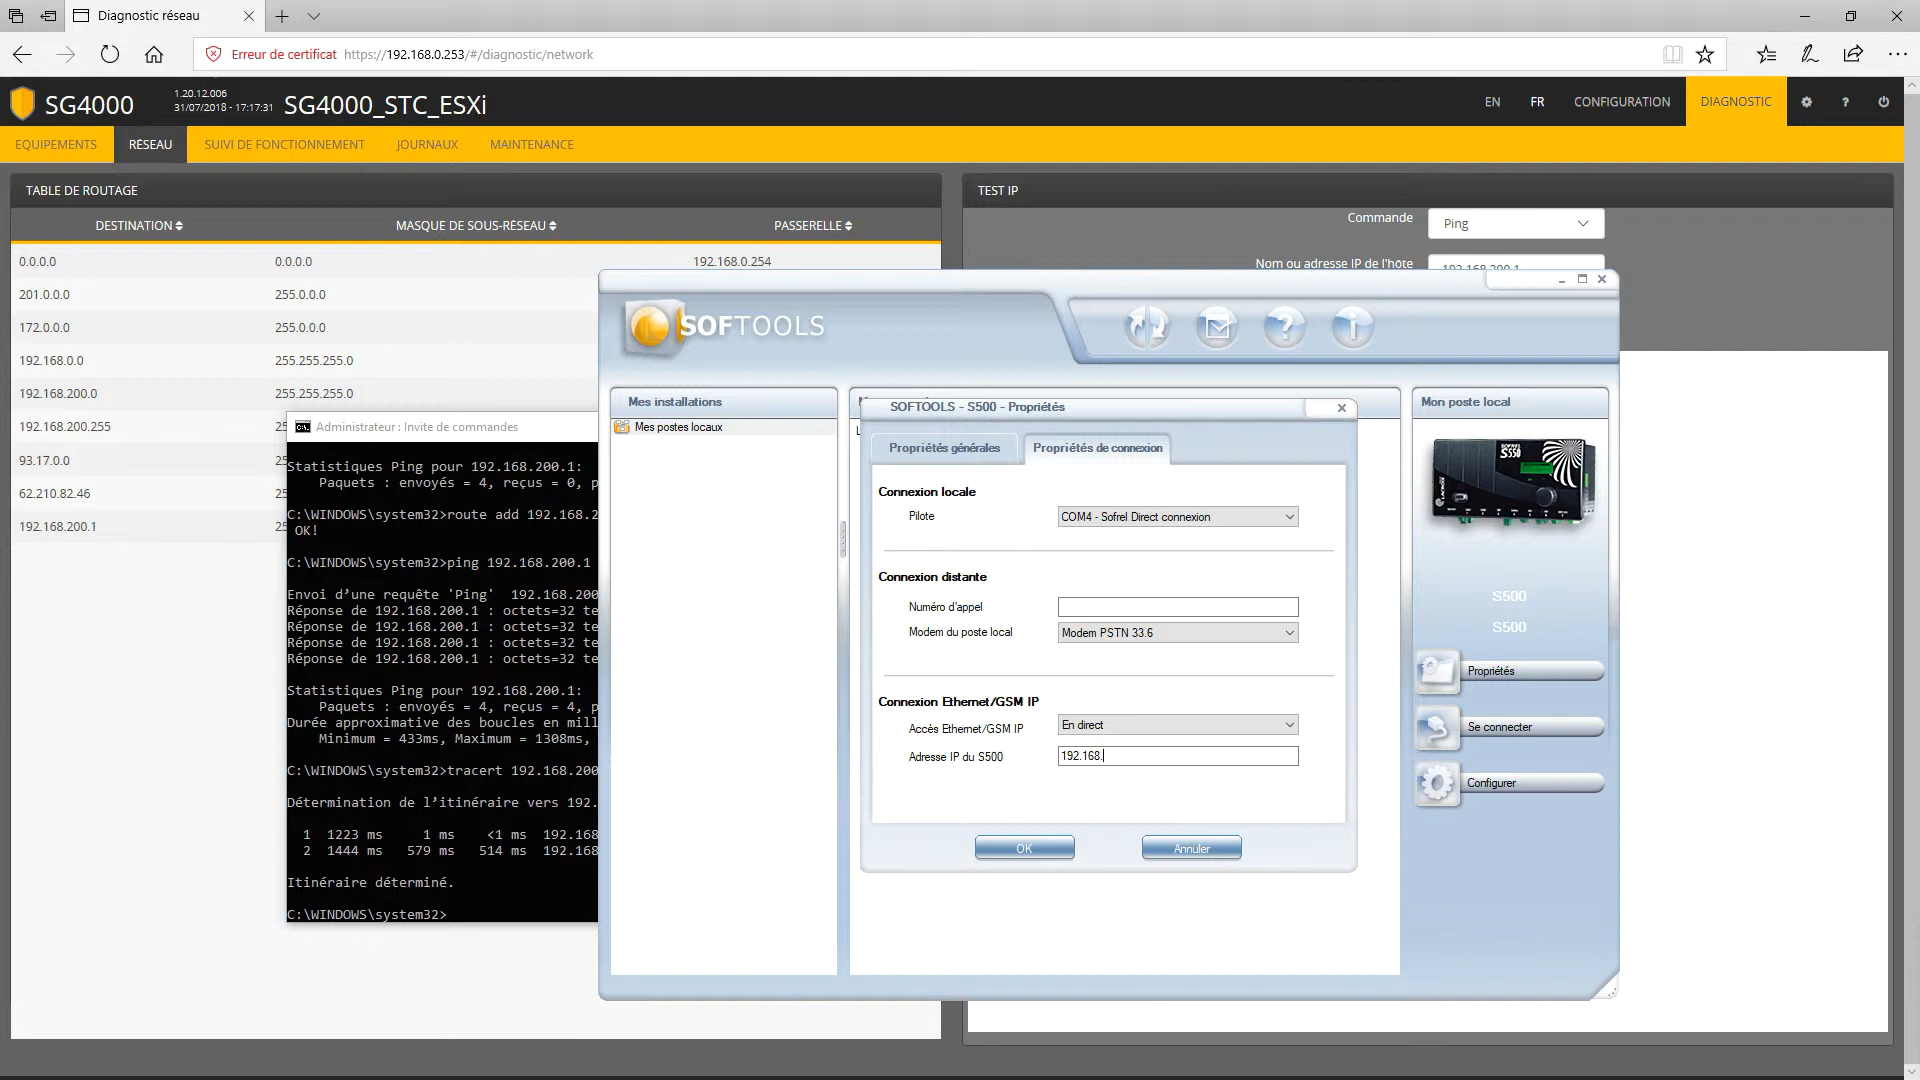 Diagnostic réseau
Erreur de certificat https://192.168.0.253/#/diagnostic/network
SG4000
1.20.12.006
31/07/2018 - 17:17:31
SG4000_STC_ESXi
EN FR CONFIGURATION DIAGNOSTIC ?
EQUIPEMENTS RÉSEAU SUIVI DE FONCTIONNEMENT JOURNAUX MAINTENANCE
TABLE DE ROUTAGE
DESTINATION MASQUE DE SOUS-RÉSEAU PASSERELLE
0.0.0.0 0.0.0.0 192.168.0.254
201.0.0.0 255.0.0.0
172.0.0.0 255.0.0.0
192.168.0.0 255.255.255.0
192.168.200.0 255.255.255.0
192.168.200.255 25
93.17.0.0 25
62.210.82.46 25
192.168.200.1 25
TEST IP
Commande Ping
Nom ou adresse IP de l'hôte 192.168.200.1
Administrateur : Invite de commandes
Statistiques Ping pour 192.168.200.1:
Paquets : envoyés = 4, reçus = 0, p
C:\WINDOWS\system32>route add 192.168.2
OK!
C:\WINDOWS\system32>ping 192.168.200.1
Envoi d’une requête 'Ping' 192.168.200
Réponse de 192.168.200.1 : octets=32 te
Réponse de 192.168.200.1 : octets=32 te
Réponse de 192.168.200.1 : octets=32 te
Réponse de 192.168.200.1 : octets=32 te
Statistiques Ping pour 192.168.200.1:
Paquets : envoyés = 4, reçus = 4, p
Durée approximative des boucles en mill
Minimum = 433ms, Maximum = 1308ms,
C:\WINDOWS\system32>tracert 192.168.200
Détermination de l’itinéraire vers 192.
1 1223 ms 1 ms <1 ms 192.168
2 1444 ms 579 ms 514 ms 192.168
Itinéraire déterminé.
C:\WINDOWS\system32>
SOFTOOLS
Mes installations
Mes postes locaux
SOFTOOLS - S500 - Propriétés
Propriétés générales Propriétés de connexion
Connexion locale
Pilote COM4 - Sofrel Direct connexion
Connexion distante
Numéro d'appel
Modem du poste local Modem PSTN 33.6
Connexion Ethernet/GSM IP
Accès Ethernet/GSM IP En direct
Adresse IP du S500 192.168.
OK Annuler
Mon poste local
SOFREL
S550
LACROIX
S500
S500
Propriétés
Se connecter
Configurer